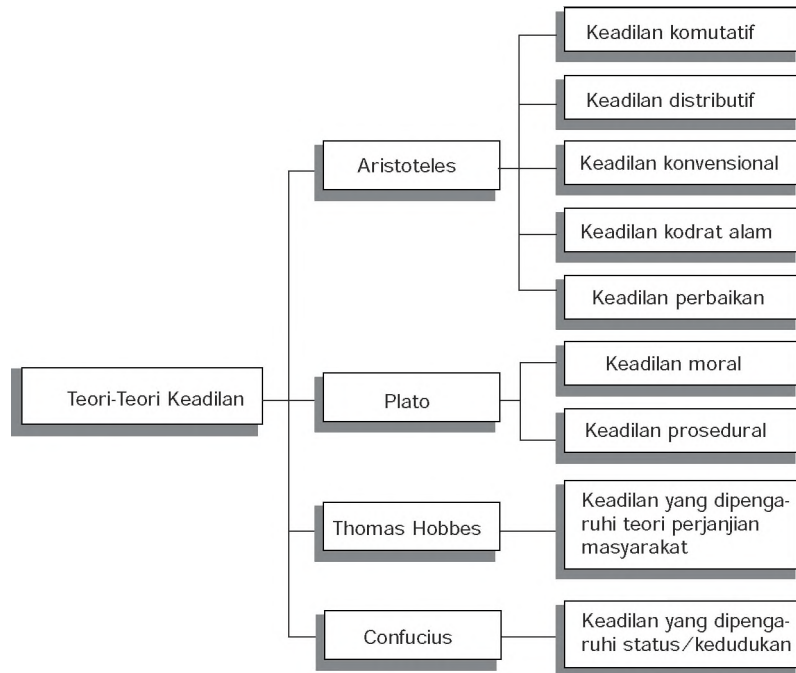 Teori-Teori Keadilan
Aristoteles
Keadilan komutatif
Keadilan distributif
Keadilan konvensional
Keadilan kodrat alam
Keadilan perbaikan
Plato
Keadilan moral
Keadilan prosedural
Thomas Hobbes
Keadilan yang dipenga-
ruhi teori perjanjian
masyarakat
Confucius
Keadilan yang dipenga-
ruhi status/kedudukan